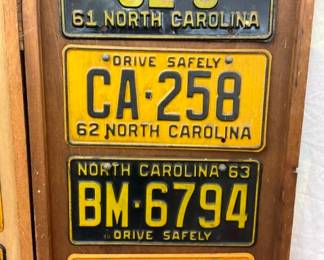 61 NORTH CAROLINA
DRIVE SAFELY
CA·258
62 NORTH CAROLINA
NORTH CAROLINA 63
BM·6794
DRIVE SAFELY